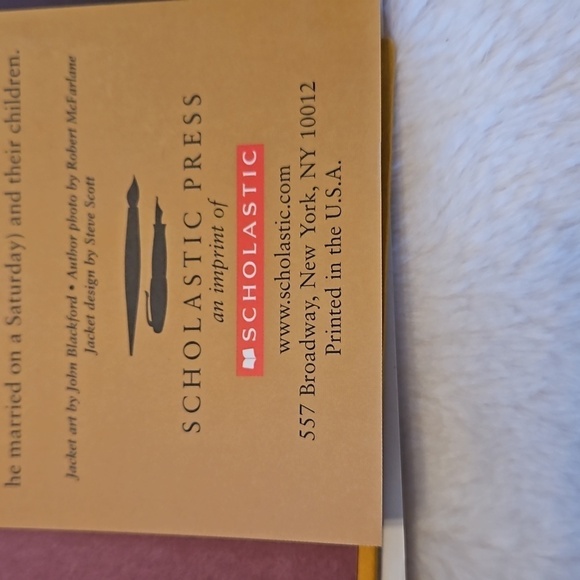 he married on a Saturday) and their children.
Jacket art by John Blackford • Author photo by Robert McFarlane
Jacket design by Steve Scott
SCHOLASTIC PRESS
an imprint of
SCHOLASTIC
www.scholastic.com
557 Broadway, New York, NY 10012
Printed in the U.S.A.